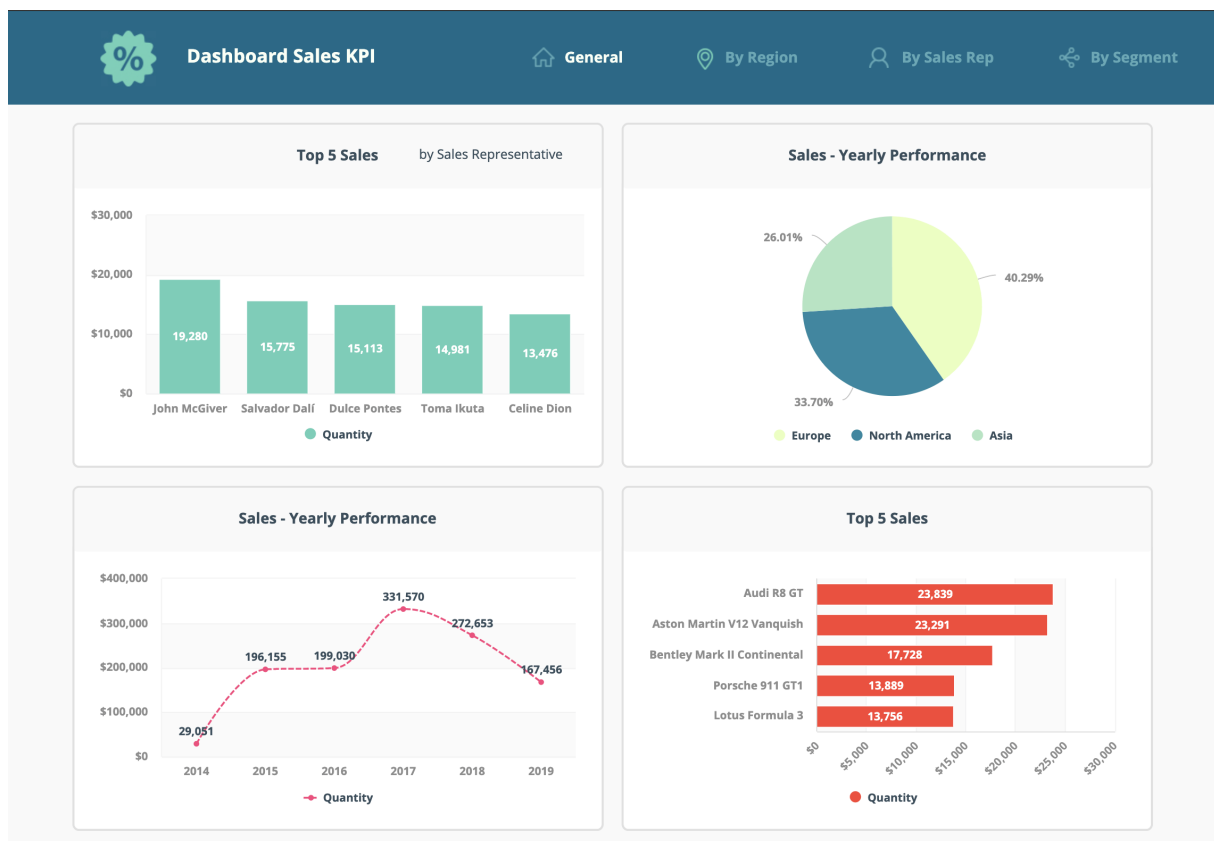 %
Dashboard Sales KPI
General
By Region
By Sales Rep
By Segment
Top 5 Sales
by Sales Representative
$30,000
$20,000
$10,000
$0
19,280
15,775
15,113
14,981
13,476
John McGiver
Salvador Dalí
Dulce Pontes
Toma Ikuta
Celine Dion
Quantity
Sales - Yearly Performance
26.01%
40.29%
33.70%
Europe
North America
Asia
Sales - Yearly Performance
$400,000
$300,000
$200,000
$100,000
$0
29,051
196,155
199,030
331,570
272,653
167,456
2014
2015
2016
2017
2018
2019
Quantity
Top 5 Sales
Audi R8 GT
23,839
Aston Martin V12 Vanquish
23,291
Bentley Mark II Continental
17,728
Porsche 911 GT1
13,889
Lotus Formula 3
13,756
$0
$5,000
$10,000
$15,000
$20,000
$25,000
$30,000
Quantity